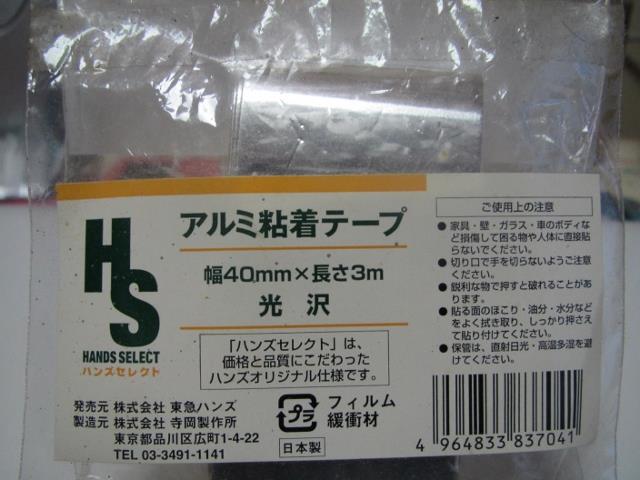 HS
HANDS SELECT
ハンズセレクト
アルミ粘着テープ
幅40mm×長さ3m
光沢
「ハンズセレクト」は、
価格と品質にこだわった
ハンズオリジナル仕様です。
発売元 株式会社 東急ハンズ
製造元 株式会社 寺岡製作所
東京都品川区広町1-4-22
TEL 03-3491-1141
プラ
フィルム
緩衝材
日本製
ご使用上の注意
●家具・壁・ガラス・車のボディな
ど損傷して困る物や人体に直接貼
らないでください。
●切り口で手を切らないようご注意
ください。
●鋭利な物で押すと破れることがあ
ります。
●貼る面のほこり・油分・水分など
をよく拭き取り、しっかり押さえ
て貼り付けてください。
●保管は、直射日光・高温多湿を避
けてください。
4 964833 837041